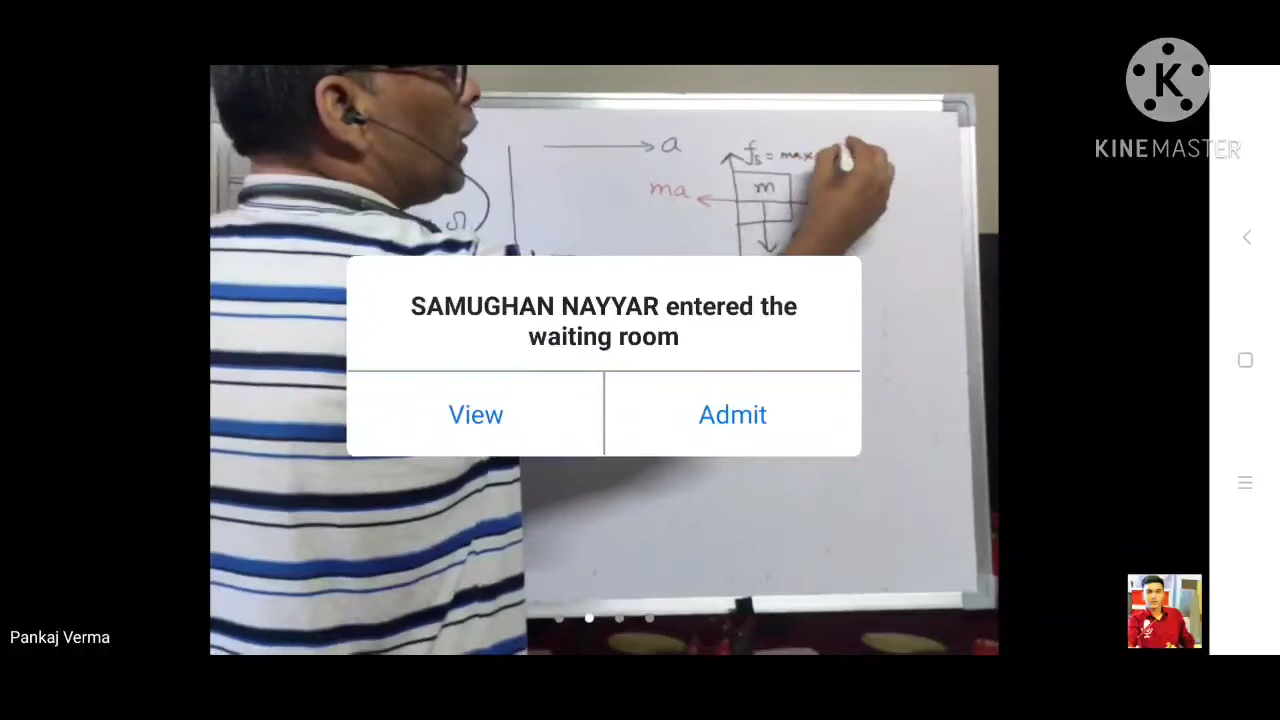 K
KINEMASTER
a
fs = max
ma
m
SAMUGHAN NAYYAR entered the
waiting room
View
Admit
Pankaj Verma